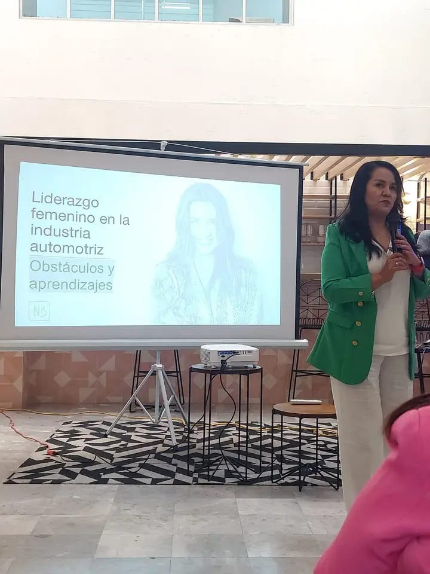 Liderazgo
femenino en la
industria
automotriz
Obstáculos y
aprendizajes